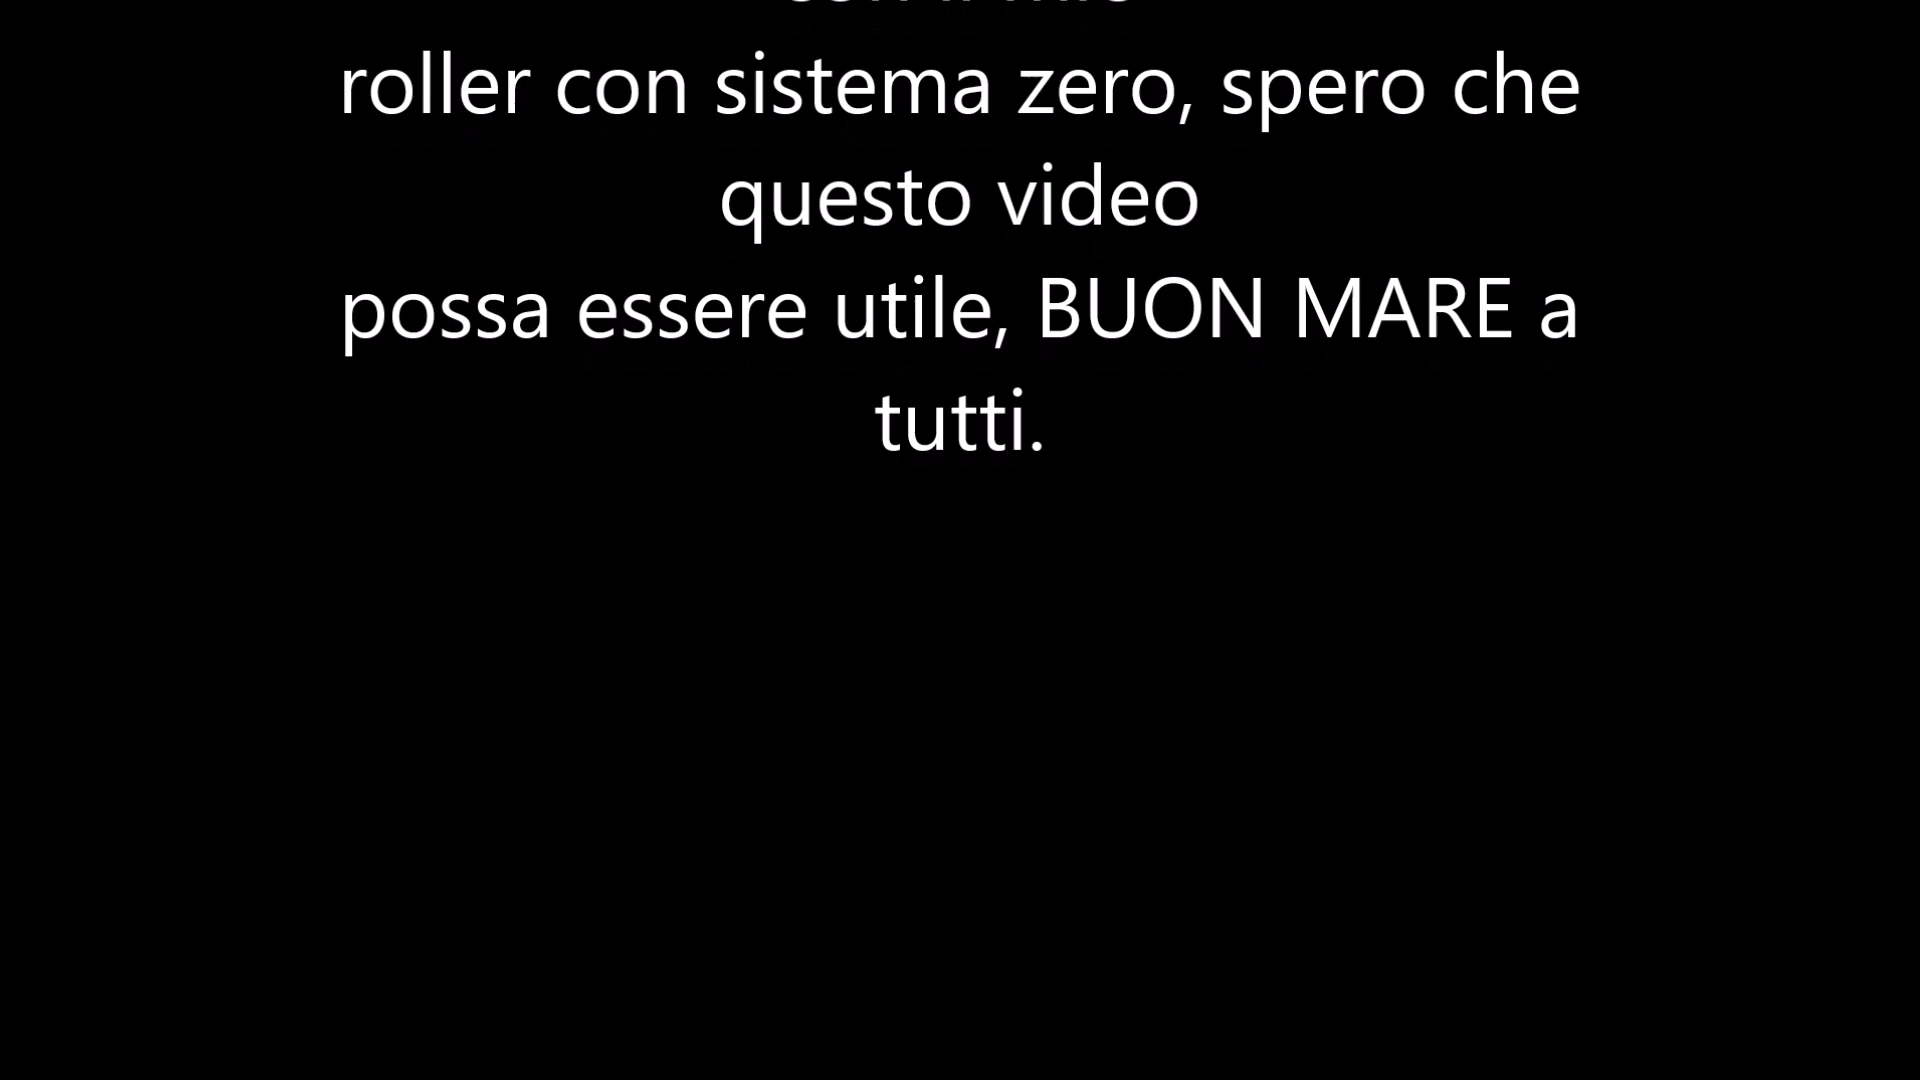 roller con sistema zero, spero che
questo video
possa essere utile, BUON MARE a
tutti.